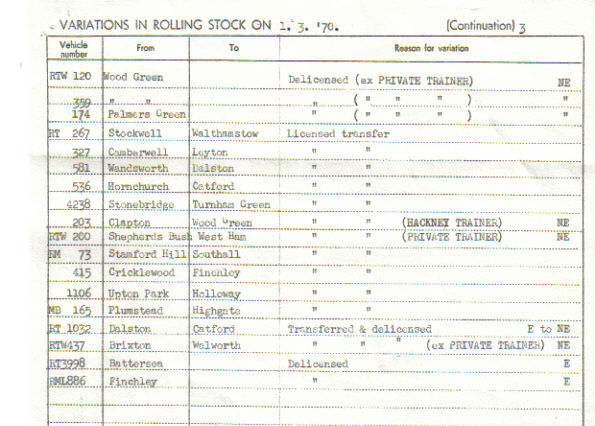 VARIATIONS IN ROLLING STOCK ON 1. 3. '70. (Continuation) 3
Vehicle number From To Reason for variation
RTW 120 Wood Green Delicensed (ex PRIVATE TRAINER) NE
359 " " " ( " " " ) "
174 Palmers Green " ( " " " ) "
RT 267 Stockwell Walthamstow Licensed transfer
327 Camberwell Leyton " "
581 Wandsworth Dalston " "
536 Hornchurch Catford " "
4238 Stonebridge Turnham Green " "
203 Clapton Wood Green " " (HACKNEY TRAINER) NE
RTW 200 Shepherds Bush West Ham " " (PRIVATE TRAINER) NE
RM 73 Stamford Hill Southall " "
415 Cricklewood Finchley " "
1106 Upton Park Holloway " "
MB 165 Plumstead Highgate " "
RT 1032 Dalston Catford Transferred & delicensed E to NE
RTW437 Brixton Walworth " " " (ex PRIVATE TRAINER) NE
RT3998 Battersea Delicensed E
RML886 Finchley " E